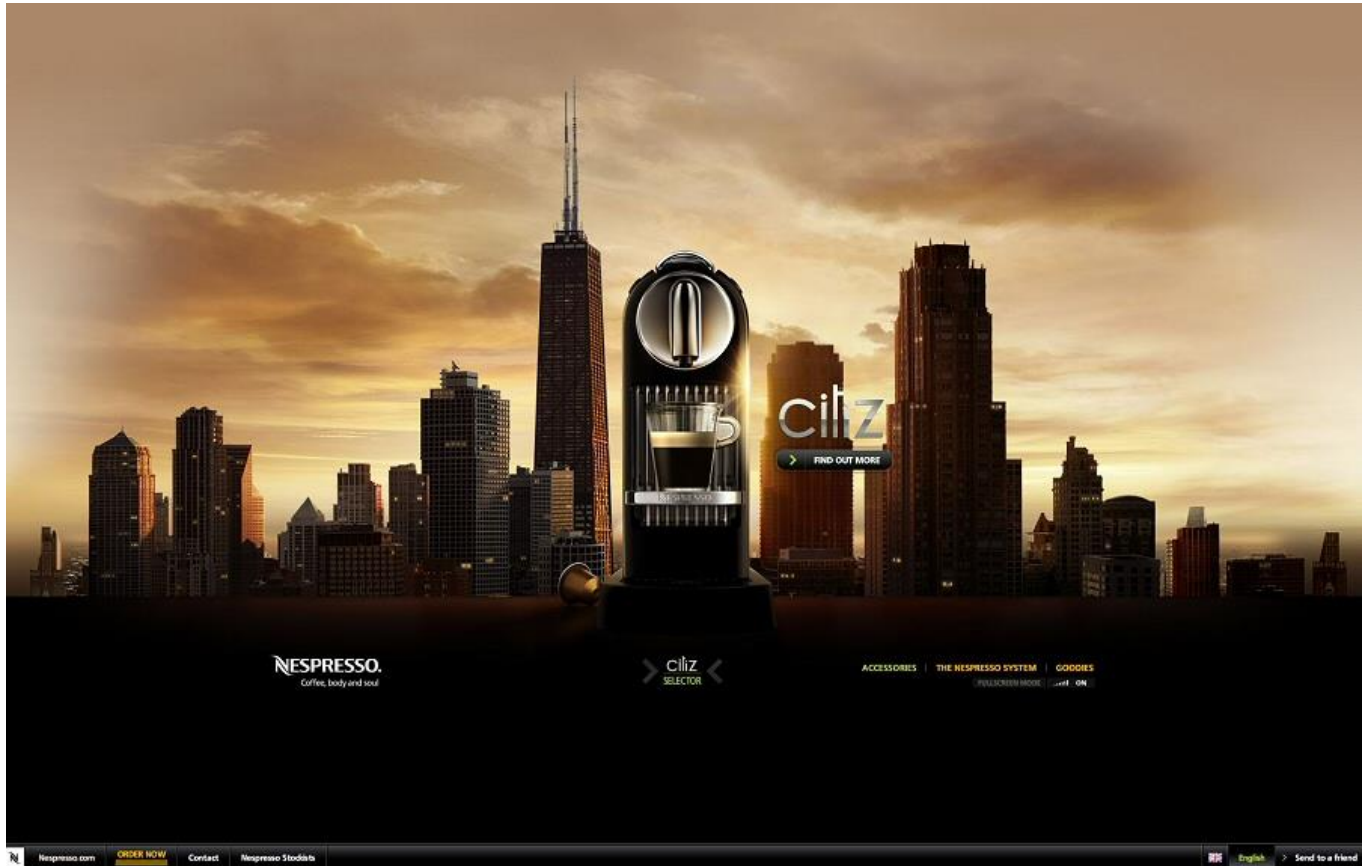 citiz
FIND OUT MORE
NESPRESSO
NESPRESSO.
Coffee, body and soul
citiz
SELECTOR
ACCESSORIES | THE NESPRESSO SYSTEM | GOODIES
FULLSCREEN MODE ON
Nespresso.com ORDER NOW Contact Nespresso Stockists English > Send to a friend